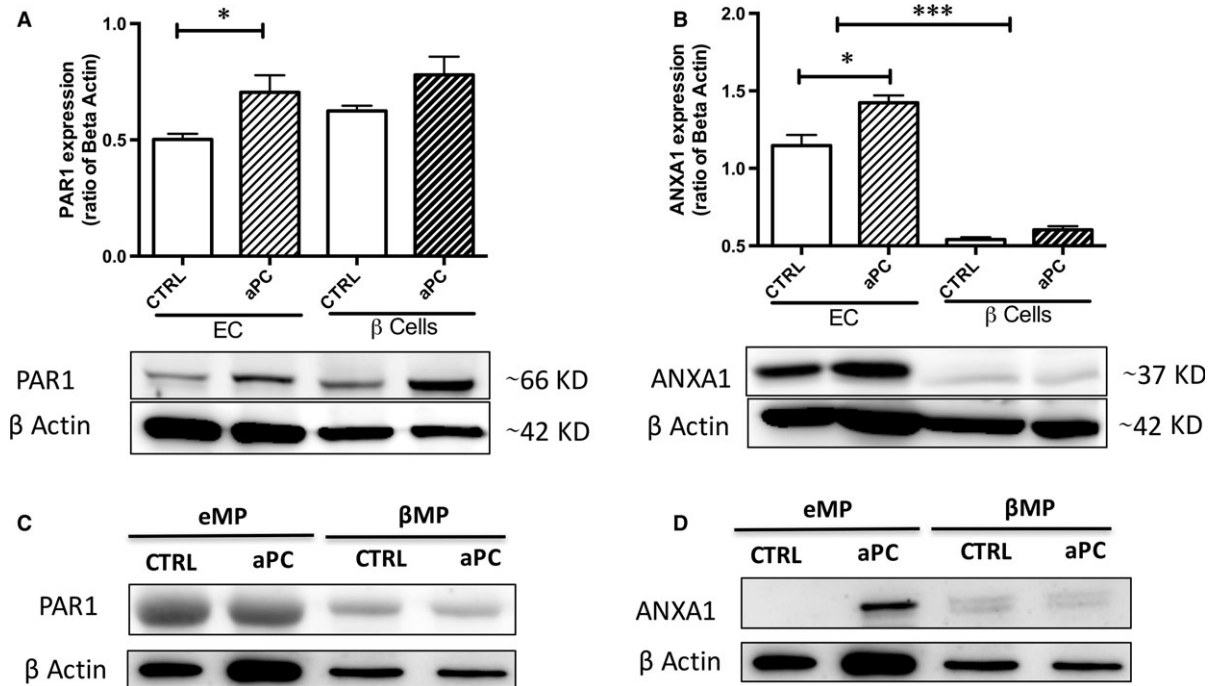 A
PAR1 expression
(ratio of Beta Actin)
1.0
0.5
0.0
*
CTRL
aPC
CTRL
aPC
EC
β Cells
PAR1
~66 KD
β Actin
~42 KD
B
ANXA1 expression
(ratio of Beta Actin)
2.0
1.5
1.0
0.5
***
*
CTRL
aPC
CTRL
aPC
EC
β Cells
ANXA1
~37 KD
β Actin
~42 KD
C
eMP
βMP
CTRL
aPC
CTRL
aPC
PAR1
β Actin
D
eMP
βMP
CTRL
aPC
CTRL
aPC
ANXA1
β Actin